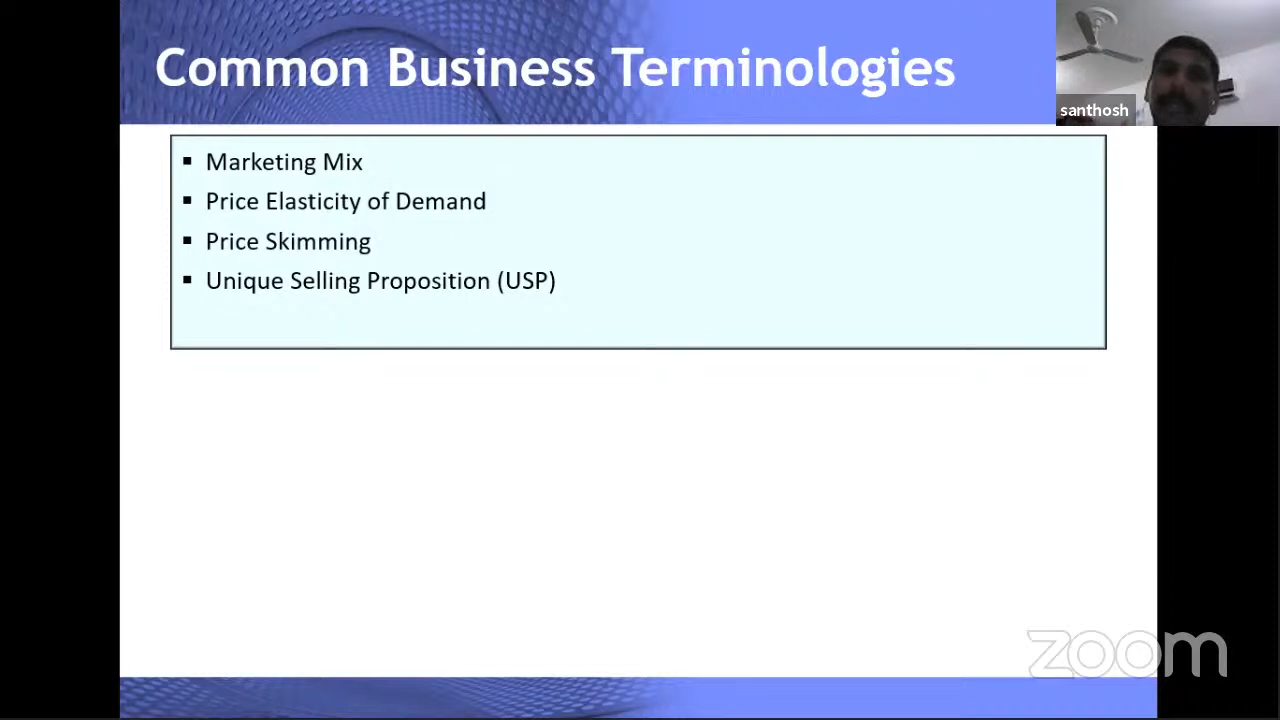 Common Business Terminologies
santhosh
▪ Marketing Mix
▪ Price Elasticity of Demand
▪ Price Skimming
▪ Unique Selling Proposition (USP)
zoom